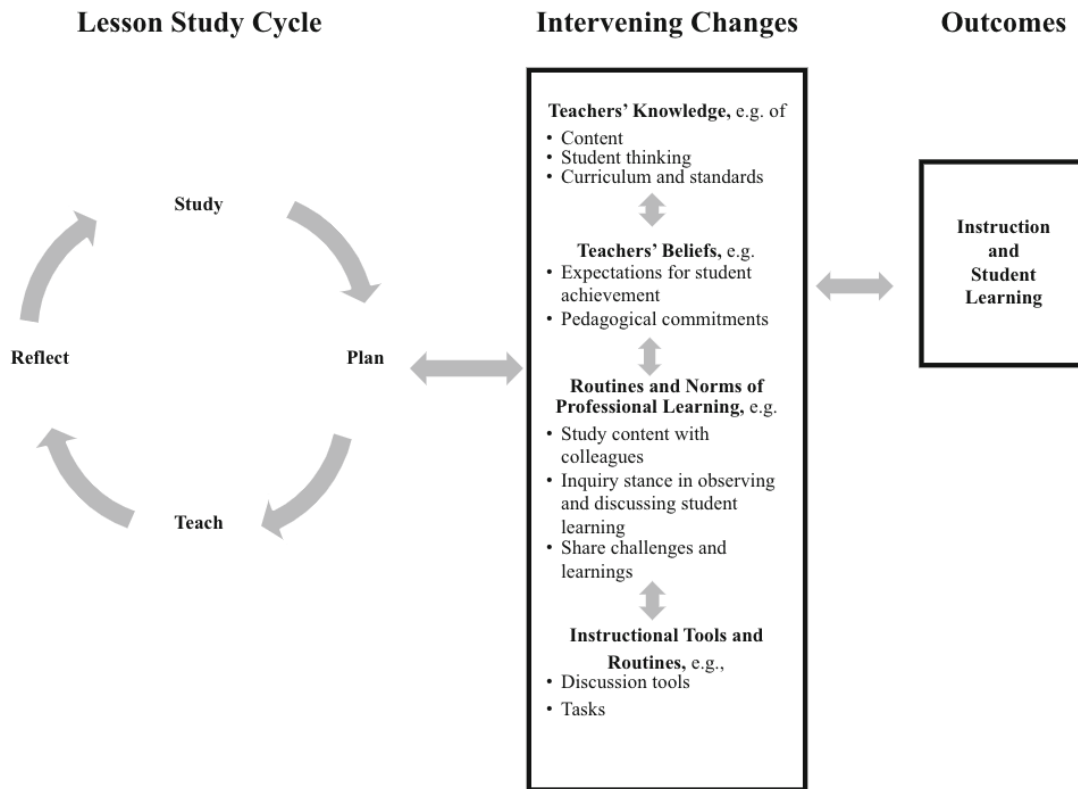 Lesson Study Cycle
Study
Plan
Teach
Reflect
Intervening Changes
Teachers’ Knowledge, e.g. of
• Content
• Student thinking
• Curriculum and standards
Teachers’ Beliefs, e.g.
• Expectations for student
achievement
• Pedagogical commitments
Routines and Norms of
Professional Learning, e.g.
• Study content with
colleagues
• Inquiry stance in observing
and discussing student
learning
• Share challenges and
learnings
Instructional Tools and
Routines, e.g.,
• Discussion tools
• Tasks
Outcomes
Instruction
and
Student
Learning